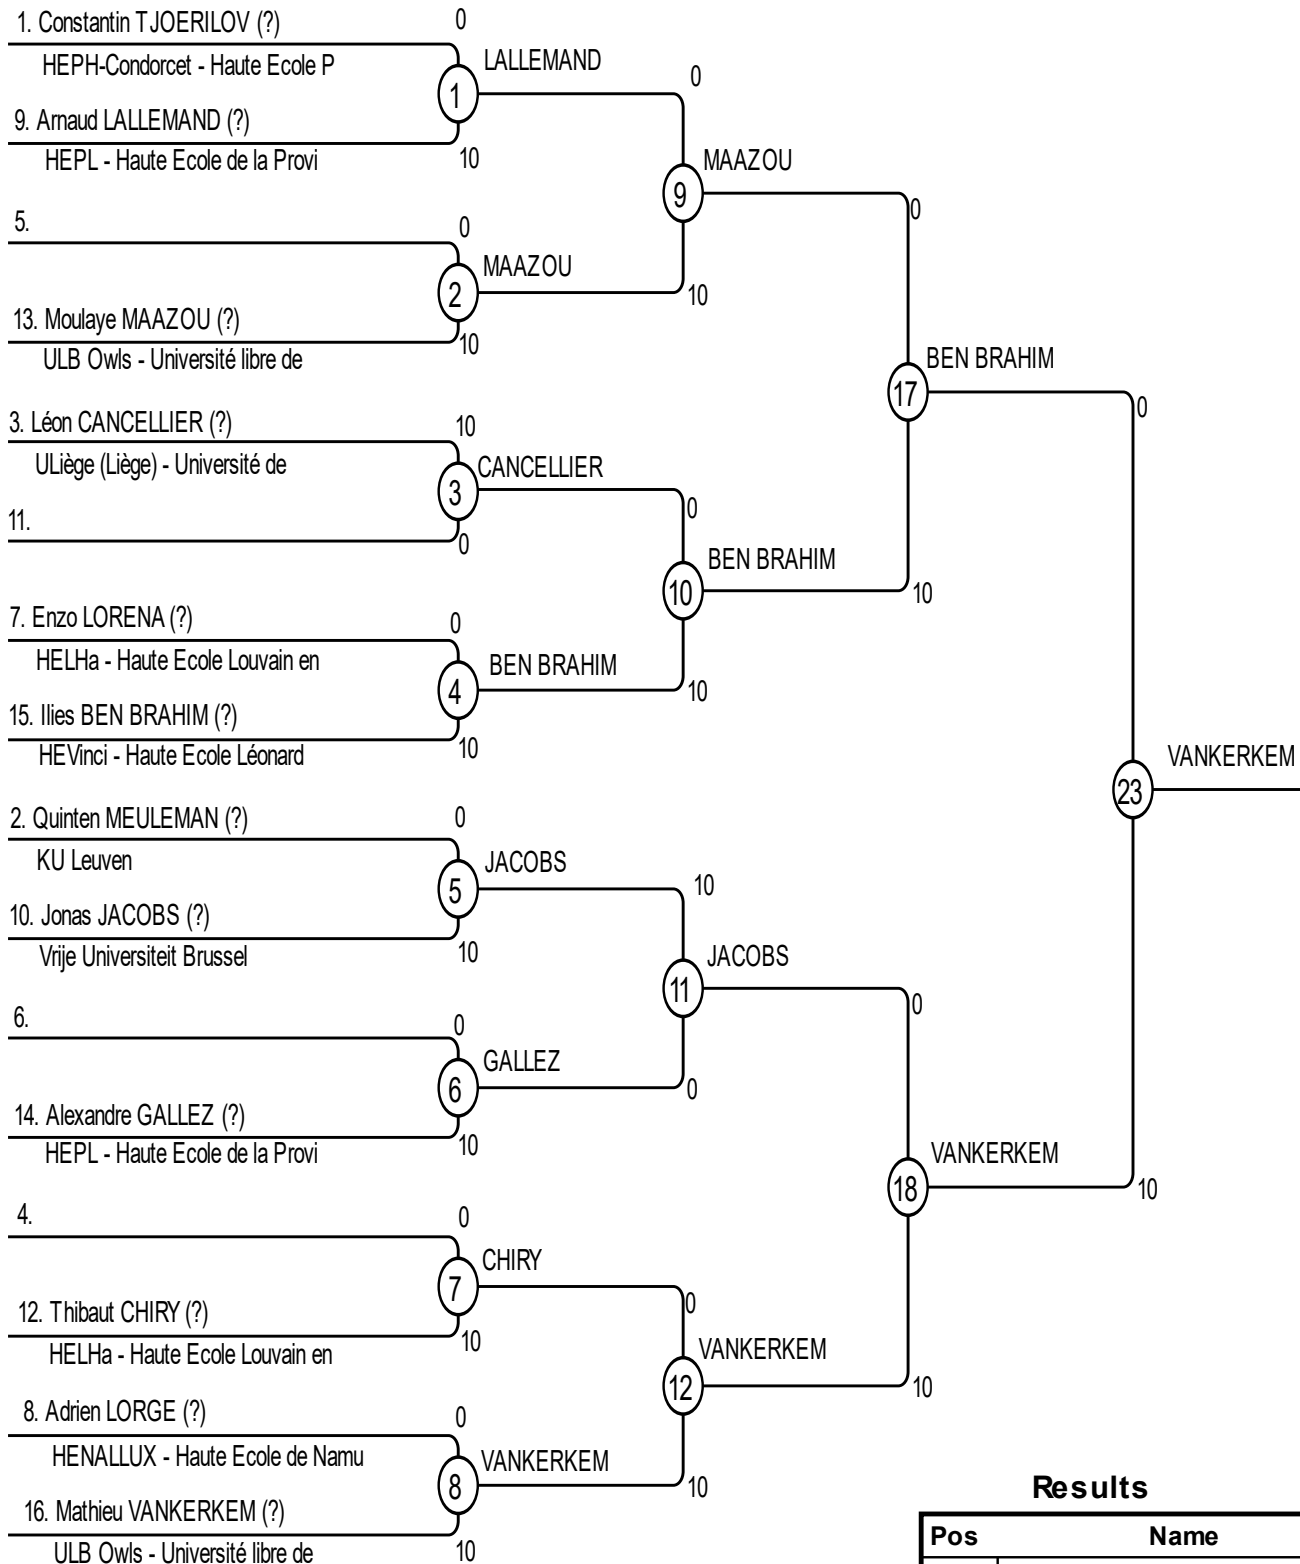 1. Constantin TJOERILOV (?)
0
HEPH-Condorcet - Haute Ecole P
1
LALLEMAND
0
9. Arnaud LALLEMAND (?)
10
HEPL - Haute Ecole de la Provi
9
MAAZOU
0
5.
0
2
MAAZOU
10
13. Moulaye MAAZOU (?)
10
ULB Owls - Université libre de
17
BEN BRAHIM
0
3. Léon CANCELLIER (?)
10
ULiège (Liège) - Université de
3
CANCELLIER
0
11.
0
10
BEN BRAHIM
10
7. Enzo LORENA (?)
0
HELHa - Haute Ecole Louvain en
4
BEN BRAHIM
10
15. Ilies BEN BRAHIM (?)
10
HEVinci - Haute Ecole Léonard
23
VANKERKEM
2. Quinten MEULEMAN (?)
0
KU Leuven
5
JACOBS
10
10. Jonas JACOBS (?)
10
Vrije Universiteit Brussel
11
JACOBS
0
6.
0
6
GALLEZ
0
14. Alexandre GALLEZ (?)
10
HEPL - Haute Ecole de la Provi
18
VANKERKEM
10
4.
0
7
CHIRY
0
12. Thibaut CHIRY (?)
10
HELHa - Haute Ecole Louvain en
12
VANKERKEM
10
8. Adrien LORGE (?)
0
HENALLUX - Haute Ecole de Namu
8
VANKERKEM
10
16. Mathieu VANKERKEM (?)
10
ULB Owls - Université libre de
Results
Pos Name